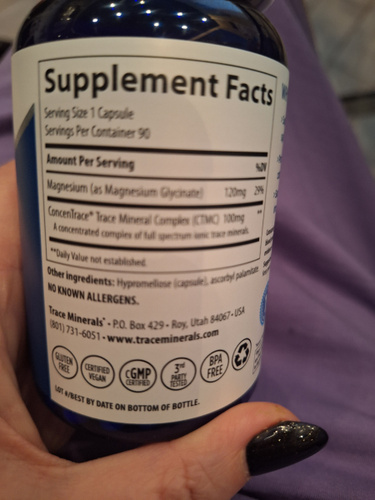 Supplement Facts
Serving Size 1 Capsule
Servings Per Container 90
Amount Per Serving %DV
Magnesium (as Magnesium Glycinate) 120mg 29%
ConcenTrace® Trace Mineral Complex (CTMC) 100mg **
A concentrated complex of full spectrum ionic trace minerals.
**Daily Value not established.
Other ingredients: Hypromellose (capsule), ascorbyl palamitate
NO KNOWN ALLERGENS.
Trace Minerals® • P.O. Box 429 • Roy, Utah 84067 • USA
(801) 731-6051 • www.traceminerals.com
GLUTEN FREE
CERTIFIED VEGAN
cGMP CERTIFIED
3rd PARTY TESTED
BPA FREE
LOT #/BEST BY DATE ON BOTTOM OF BOTTLE.